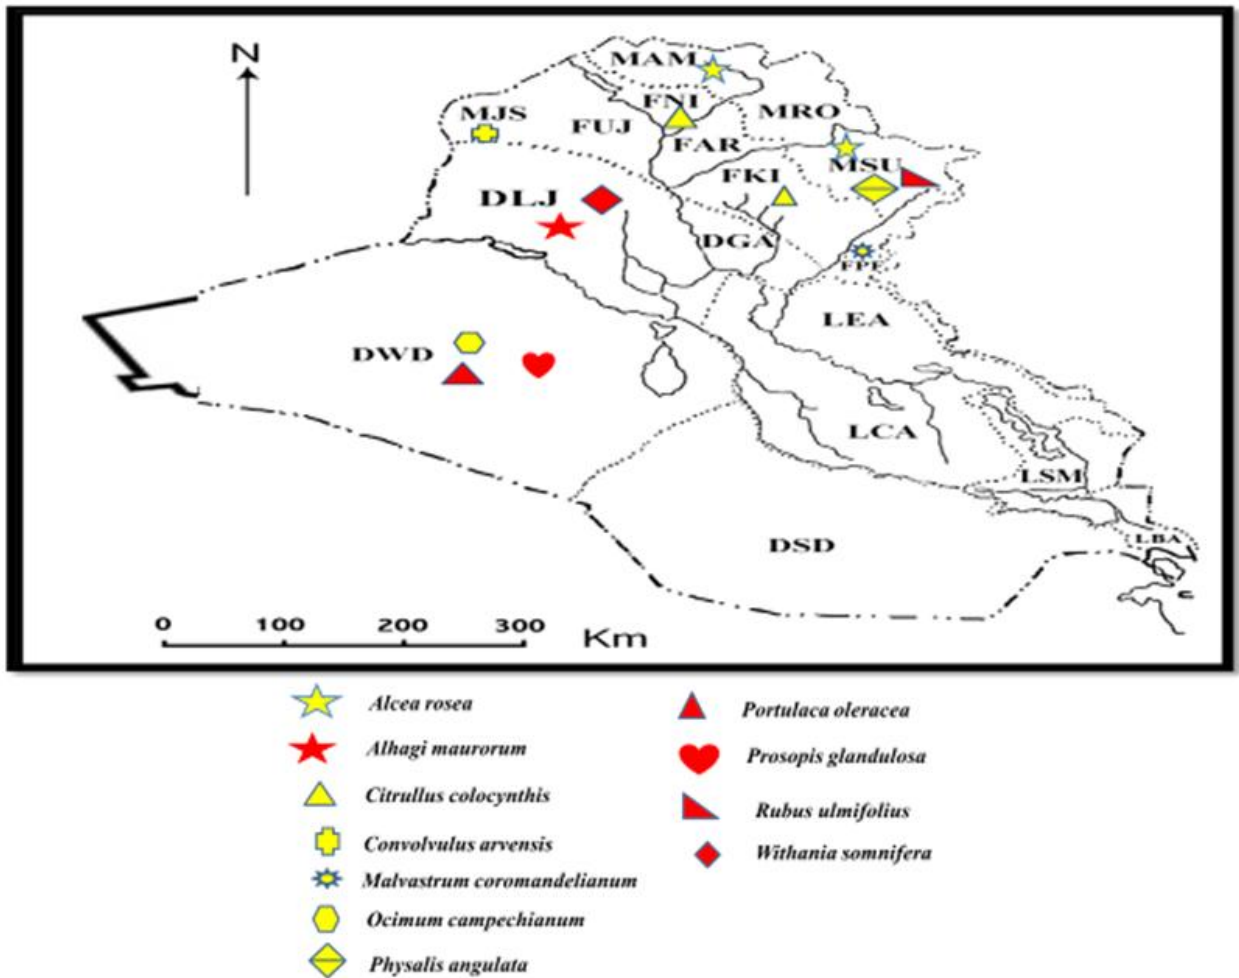 N
MAM
FNI
MRO
MJS
FUJ
FAR
MSU
FKI
DLJ
DGA
FPF
LEA
DWD
LCA
LSM
DSD
LBA
0 100 200 300 Km
Alcea rosea
Alhagi maurorum
Citrullus colocynthis
Convolvulus arvensis
Malvastrum coromandelianum
Ocimum campechianum
Physalis angulata
Portulaca oleracea
Prosopis glandulosa
Rubus ulmifolius
Withania somnifera